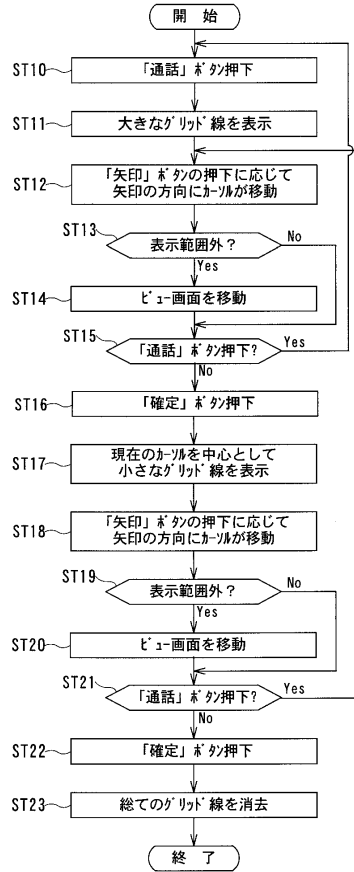 開 始
ST10
「通話」ﾎﾞﾀﾝ押下
ST11
大きなｸﾞﾘｯﾄﾞ線を表示
ST12
「矢印」ﾎﾞﾀﾝの押下に応じて
矢印の方向にｶｰｿﾙが移動
ST13
表示範囲外？
No
Yes
ST14
ﾋﾞｭｰ画面を移動
ST15
「通話」ﾎﾞﾀﾝ押下?
Yes
No
ST16
「確定」ﾎﾞﾀﾝ押下
ST17
現在のｶｰｿﾙを中心として
小さなｸﾞﾘｯﾄﾞ線を表示
ST18
「矢印」ﾎﾞﾀﾝの押下に応じて
矢印の方向にｶｰｿﾙが移動
ST19
表示範囲外？
No
Yes
ST20
ﾋﾞｭｰ画面を移動
ST21
「通話」ﾎﾞﾀﾝ押下?
Yes
No
ST22
「確定」ﾎﾞﾀﾝ押下
ST23
総てのｸﾞﾘｯﾄﾞ線を消去
終 了